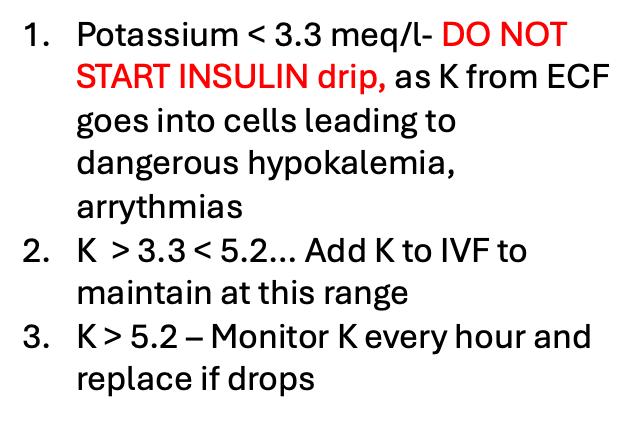 1. Potassium < 3.3 meq/l- DO NOT
START INSULIN drip, as K from ECF
goes into cells leading to
dangerous hypokalemia,
arrythmias
2. K  > 3.3 < 5.2... Add K to IVF to
maintain at this range
3. K > 5.2 – Monitor K every hour and
replace if drops